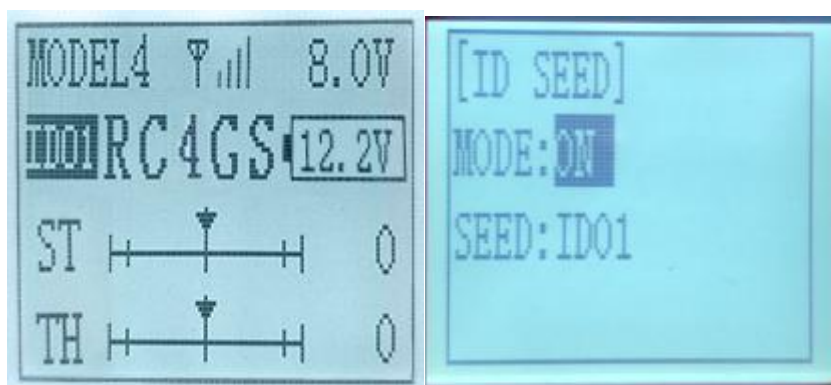 MODEL4 8.0V
ID01 RC4GS 12.2V
ST 0
TH 0
[ID SEED]
MODE:ON
SEED:ID01